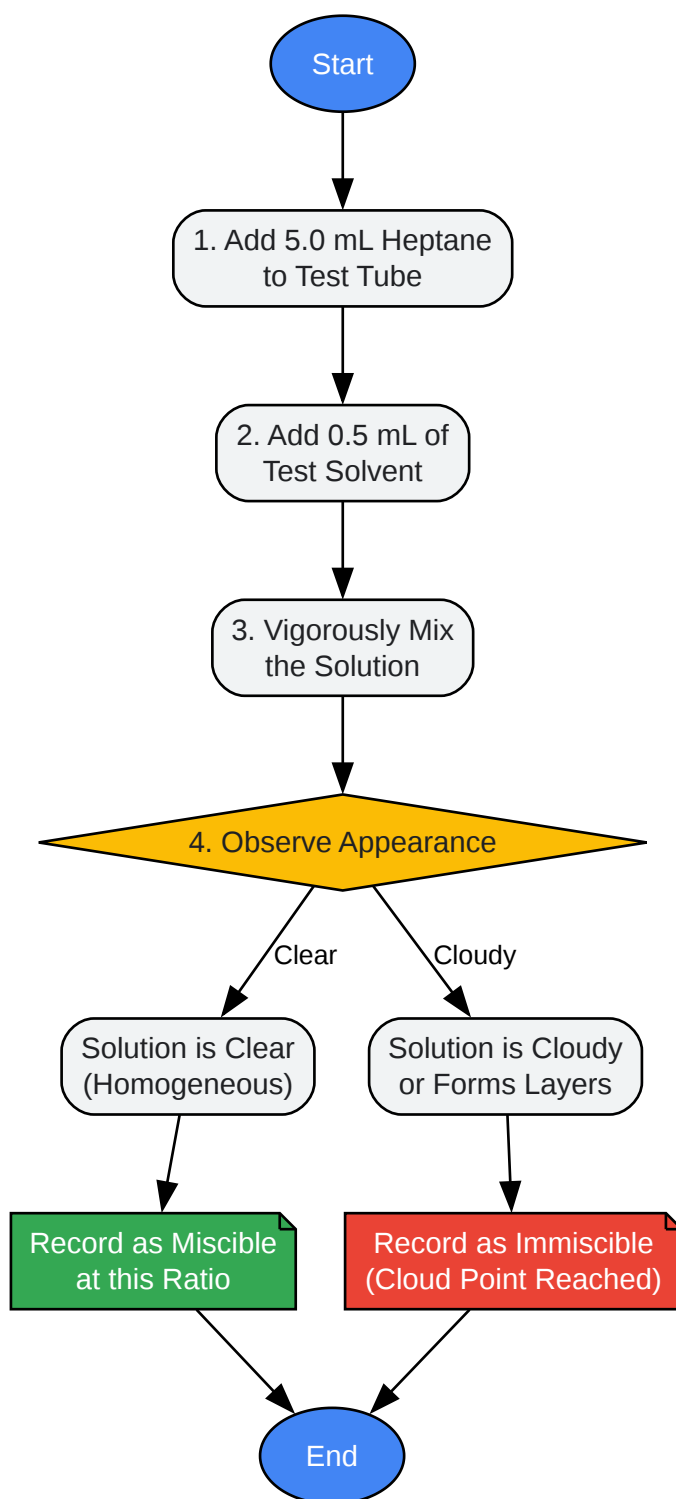 Start
1. Add 5.0 mL Heptane
to Test Tube
2. Add 0.5 mL of
Test Solvent
3. Vigorously Mix
the Solution
4. Observe Appearance
Clear
Cloudy
Solution is Clear
(Homogeneous)
Solution is Cloudy
or Forms Layers
Record as Miscible
at this Ratio
Record as Immiscible
(Cloud Point Reached)
End